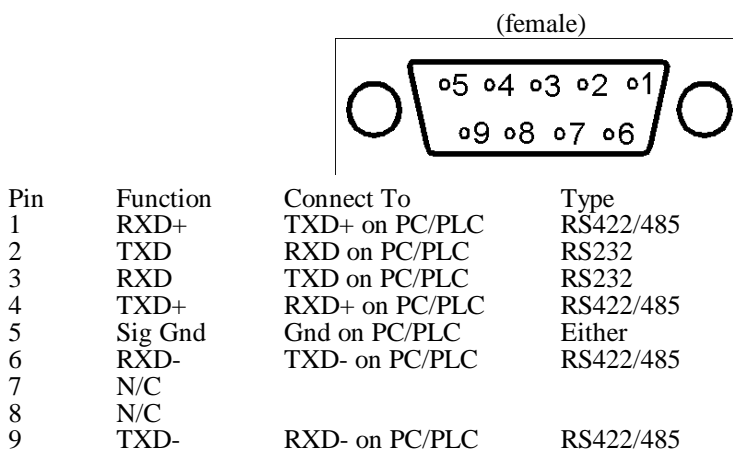 (female)
5 4 3 2 1
9 8 7 6
Pin Function Connect To Type
1 RXD+ TXD+ on PC/PLC RS422/485
2 TXD RXD on PC/PLC RS232
3 RXD TXD on PC/PLC RS232
4 TXD+ RXD+ on PC/PLC RS422/485
5 Sig Gnd Gnd on PC/PLC Either
6 RXD- TXD- on PC/PLC RS422/485
7 N/C
8 N/C
9 TXD- RXD- on PC/PLC RS422/485